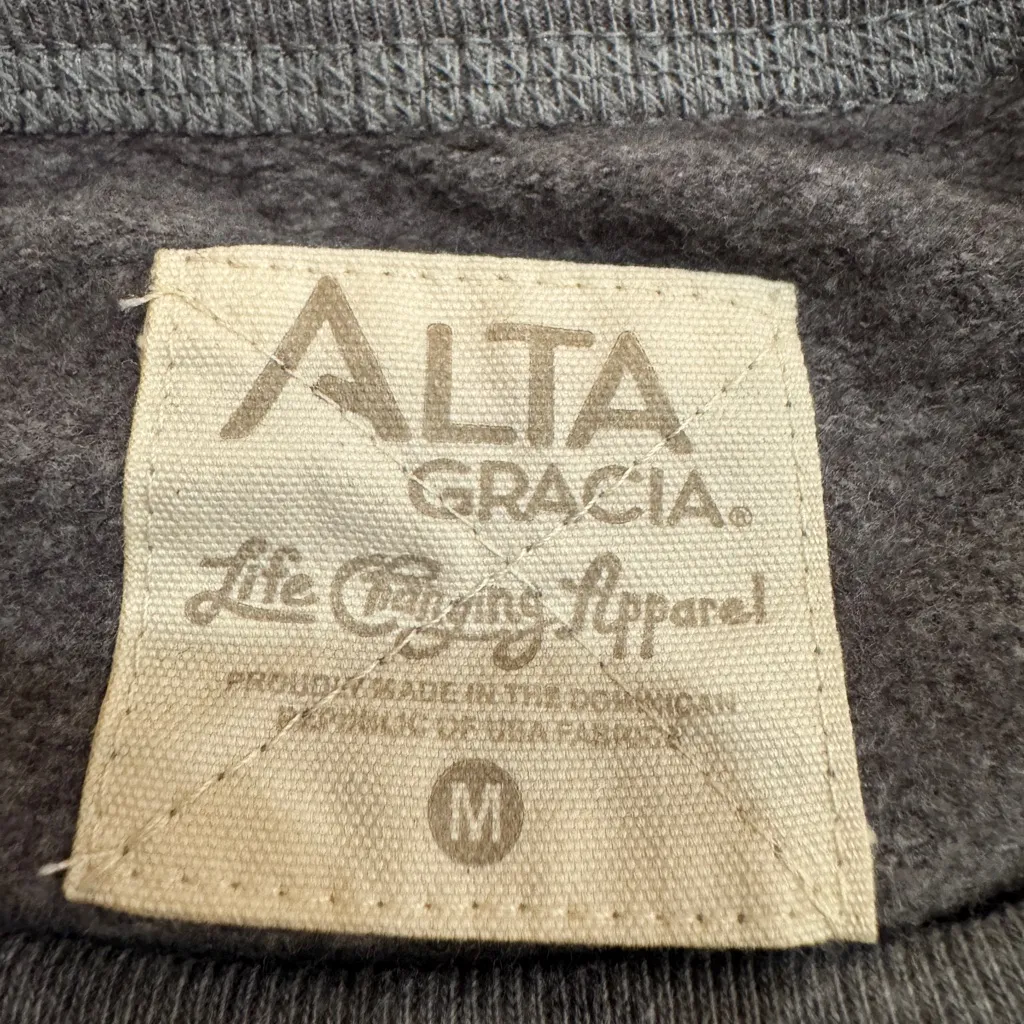 ALTA
GRACIA®
Life Changing Apparel
PROUDLY MADE IN THE DOMINICAN
REPUBLIC OF USA FABRICS
M